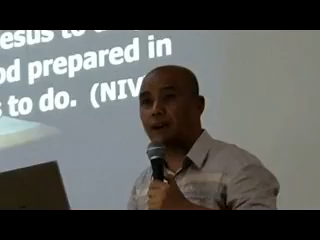 esus to
od prepared in
s to do. (NIV